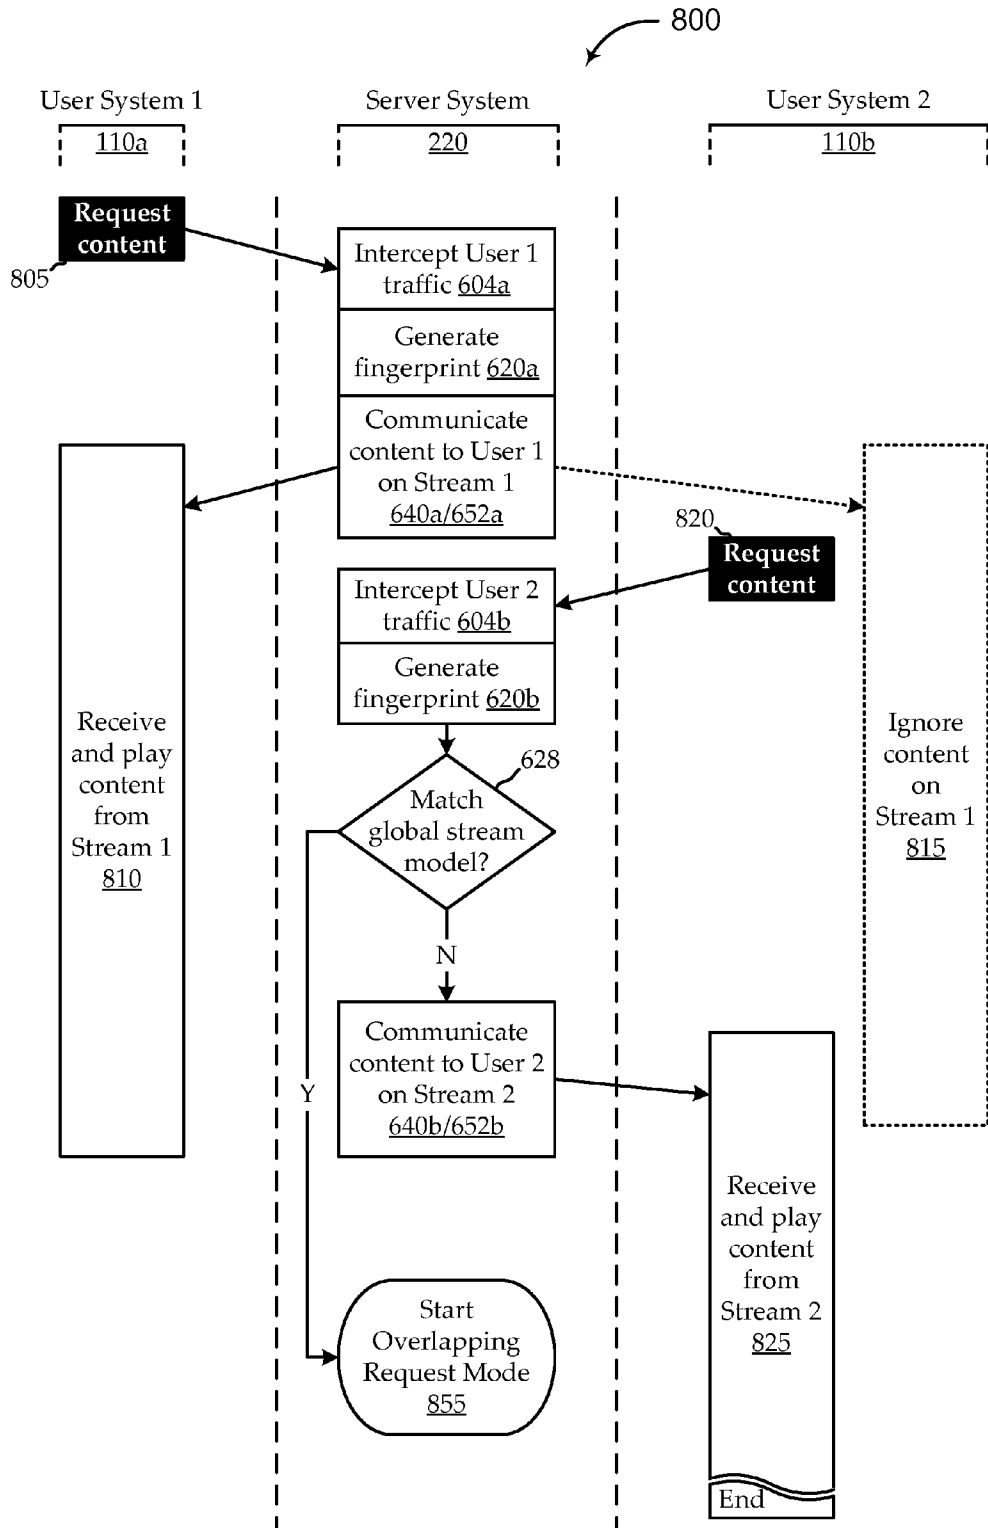 800
User System 1
110a
Server System
220
User System 2
110b
Request
content
805
Intercept User 1
traffic 604a
Generate
fingerprint 620a
Communicate
content to User 1
on Stream 1
640a/652a
820
Request
content
Intercept User 2
traffic 604b
Generate
fingerprint 620b
Receive
and play
content
from
Stream 1
810
Ignore
content
on
Stream 1
815
628
Match
global stream
model?
N
Y
Communicate
content to User 2
on Stream 2
640b/652b
Receive
and play
content
from
Stream 2
825
Start
Overlapping
Request Mode
855
End